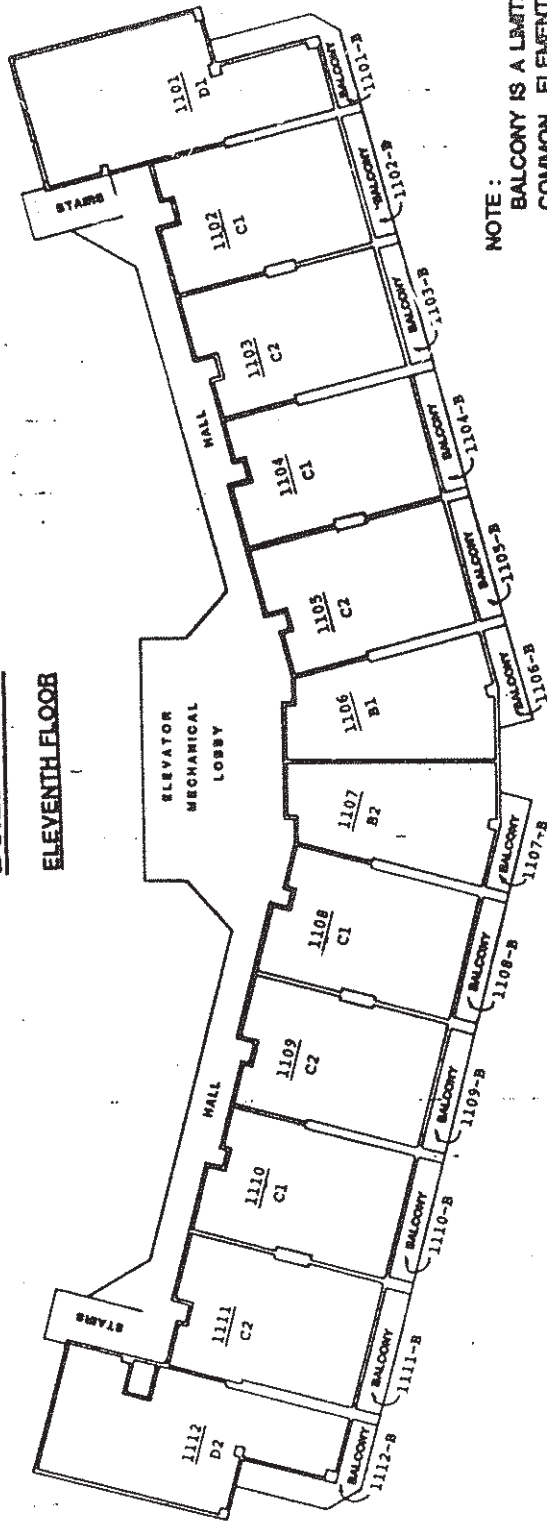 ELEVENTH FLOOR
ELEVATOR
MECHANICAL
LOBBY
STAIRS
HALL
HALL
STAIRS
1112
D2
1111
C2
1110
C1
1109
C2
1108
C1
1107
B2
1106
B1
1105
C2
1104
C1
1103
C2
1102
C1
1101
D1
BALCONY
1112-B
BALCONY
1111-B
BALCONY
1110-B
BALCONY
1109-B
BALCONY
1108-B
BALCONY
1107-B
BALCONY
1106-B
BALCONY
1105-B
BALCONY
1104-B
BALCONY
1103-B
BALCONY
1102-B
BALCONY
1101-B
NOTE :
BALCONY IS A
COMMON